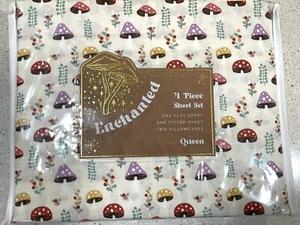 Enchanted
4 Piece
Sheet Set
ONE FLAT SHEET
ONE FITTED SHEET
TWO PILLOWCASES
Queen